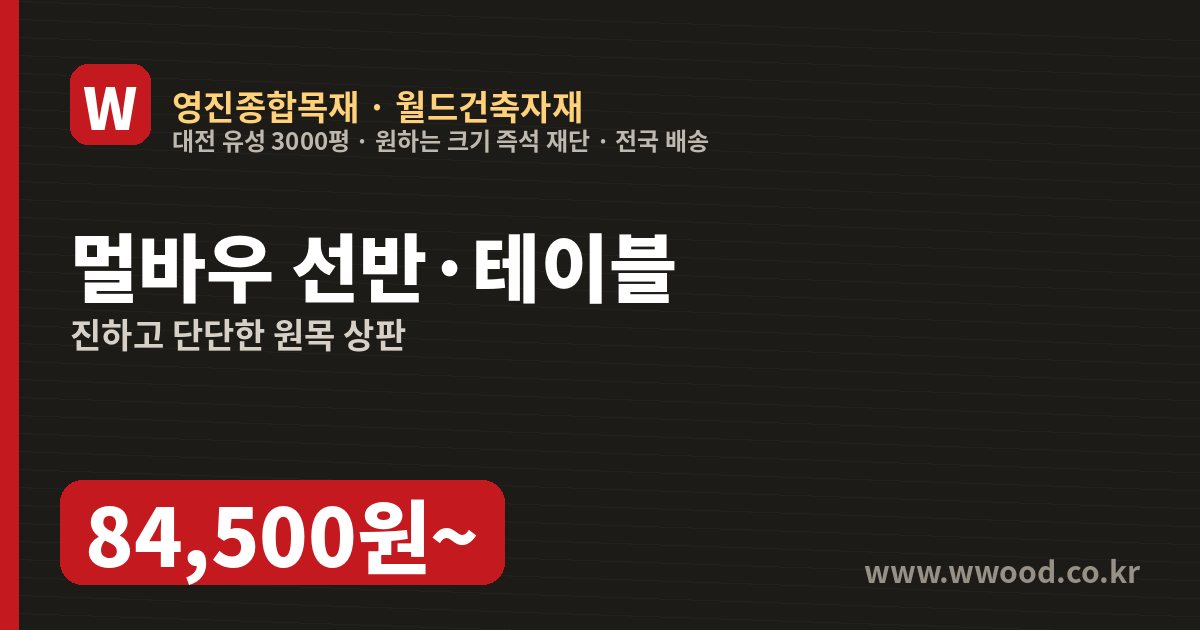 W
영진종합목재 · 월드건축자재
대전 유성 3000평 · 원하는 크기 즉석 재단 · 전국 배송
멀바우 선반·테이블
진하고 단단한 원목 상판
84,500원~
www.wwood.co.kr